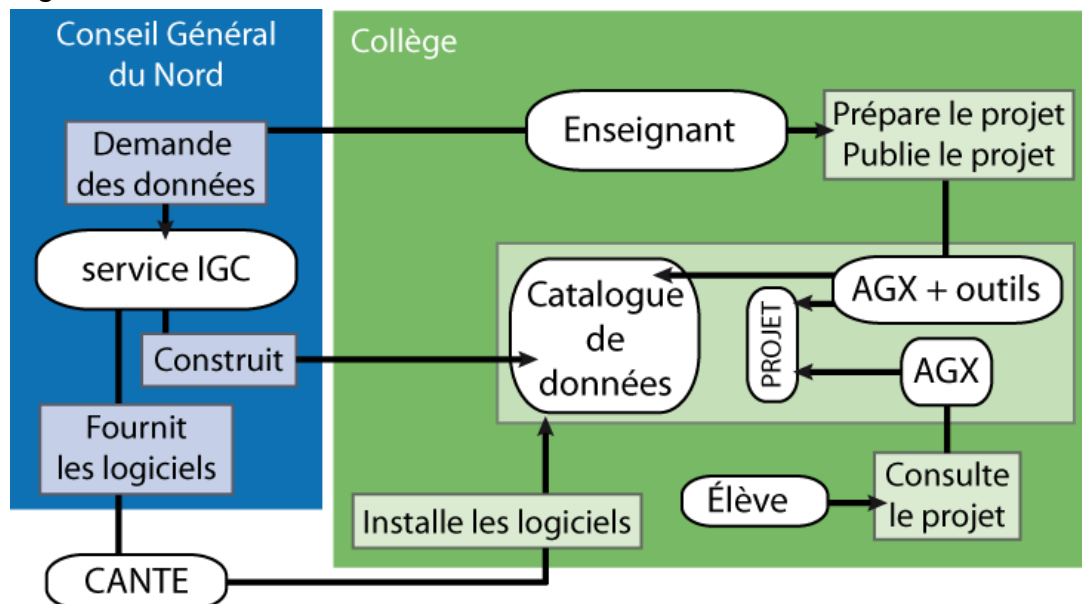 Conseil Général
du Nord
Collège
Demande
des données
Enseignant
Prépare le projet
Publie le projet
service IGC
Catalogue
de
données
AGX + outils
PROJET
Construit
AGX
Fournit
les logiciels
Installe les logiciels
Élève
Consulte
le projet
CANTE